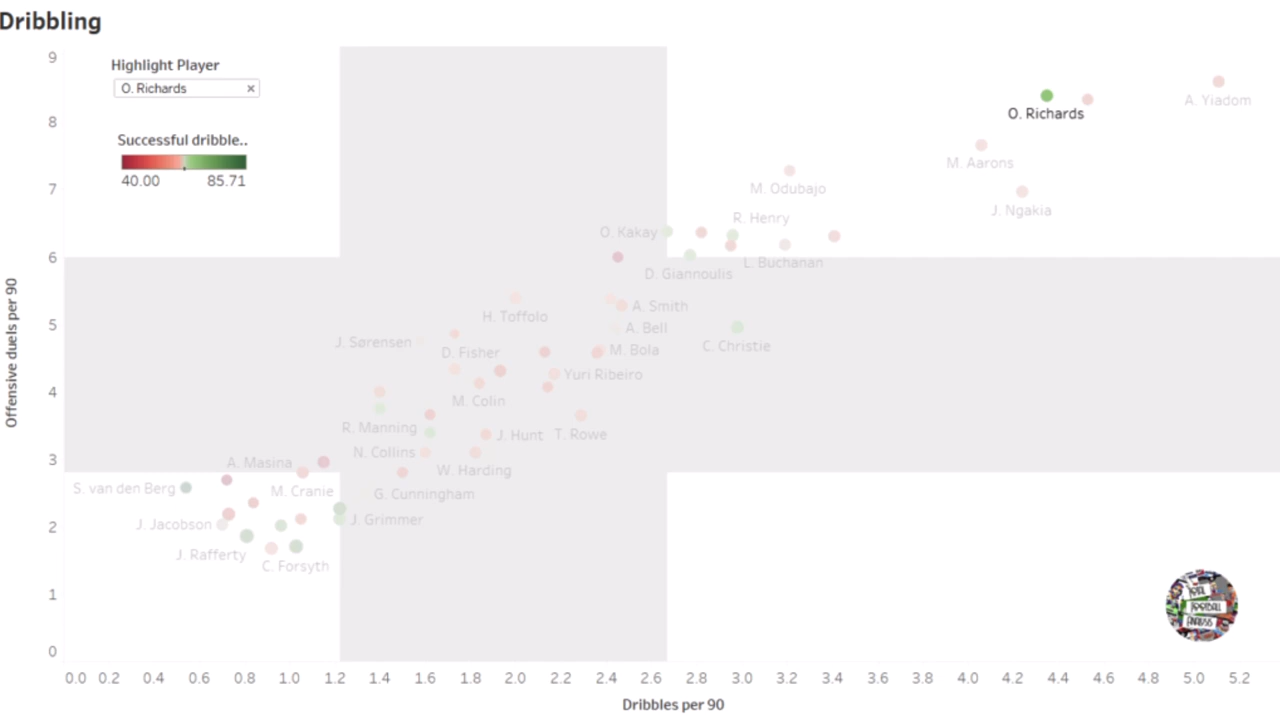 Dribbling
Highlight Player
O. Richards ×
Successful dribble..
40.00 85.71
Offensive duels per 90
9
8
7
6
5
4
3
2
1
0
A. Yiadom
O. Richards
M. Aarons
M. Odubajo
J. Ngakia
R. Henry
O. Kakay
L. Buchanan
D. Giannoulis
A. Smith
H. Toffolo
A. Bell
J. Sørensen
C. Christie
D. Fisher
M. Bola
Yuri Ribeiro
M. Colin
R. Manning
J. Hunt
T. Rowe
N. Collins
A. Masina
W. Harding
S. van den Berg
M. Cranie
G. Cunningham
J. Jacobson
J. Grimmer
J. Rafferty
C. Forsyth
TOTAL
FOOTBALL
ANALYSIS
0.0 0.2 0.4 0.6 0.8 1.0 1.2 1.4 1.6 1.8 2.0 2.2 2.4 2.6 2.8 3.0 3.2 3.4 3.6 3.8 4.0 4.2 4.4 4.6 4.8 5.0 5.2
Dribbles per 90